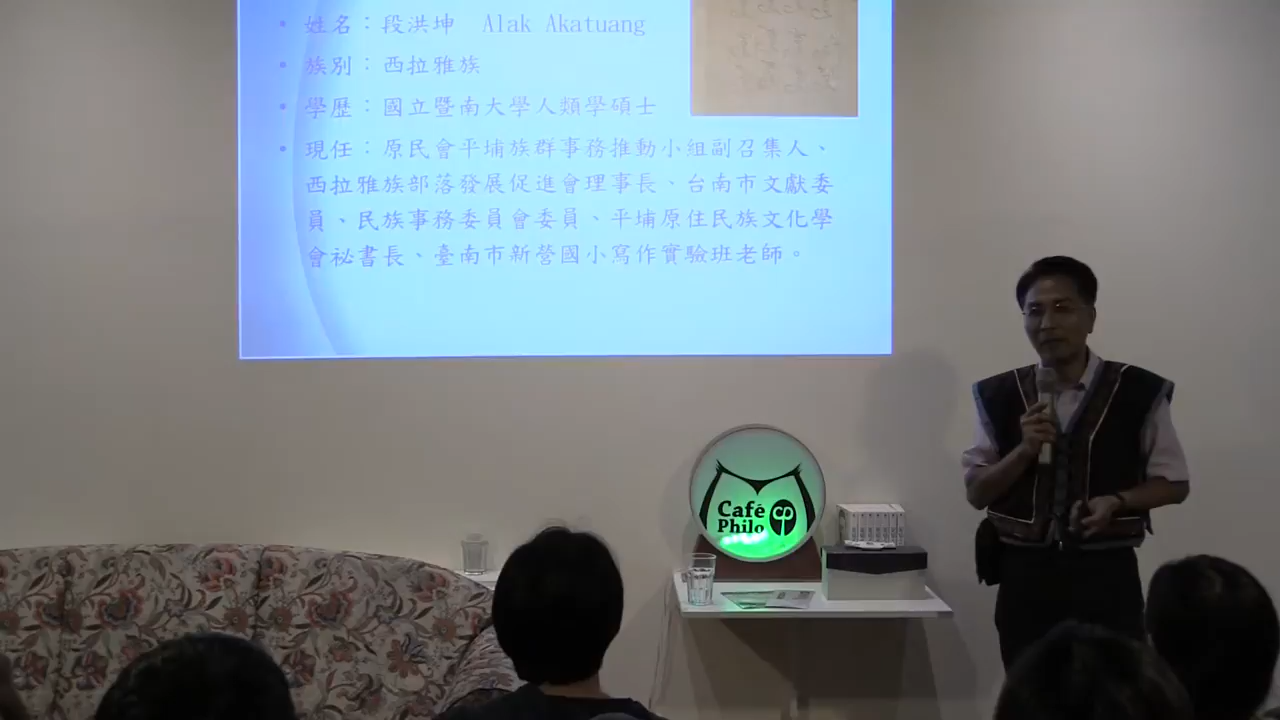 • 姓名：段洪坤 Alak Akatuang
• 族別：西拉雅族
• 學歷：國立暨南大學人類學碩士
• 現任：原民會平埔族群事務推動小組副召集人、
西拉雅族部落發展促進會理事長、台南市文獻委
員、民族事務委員會委員、平埔原住民族文化學
會祕書長、臺南市新營國小寫作實驗班老師。
Café
Philo